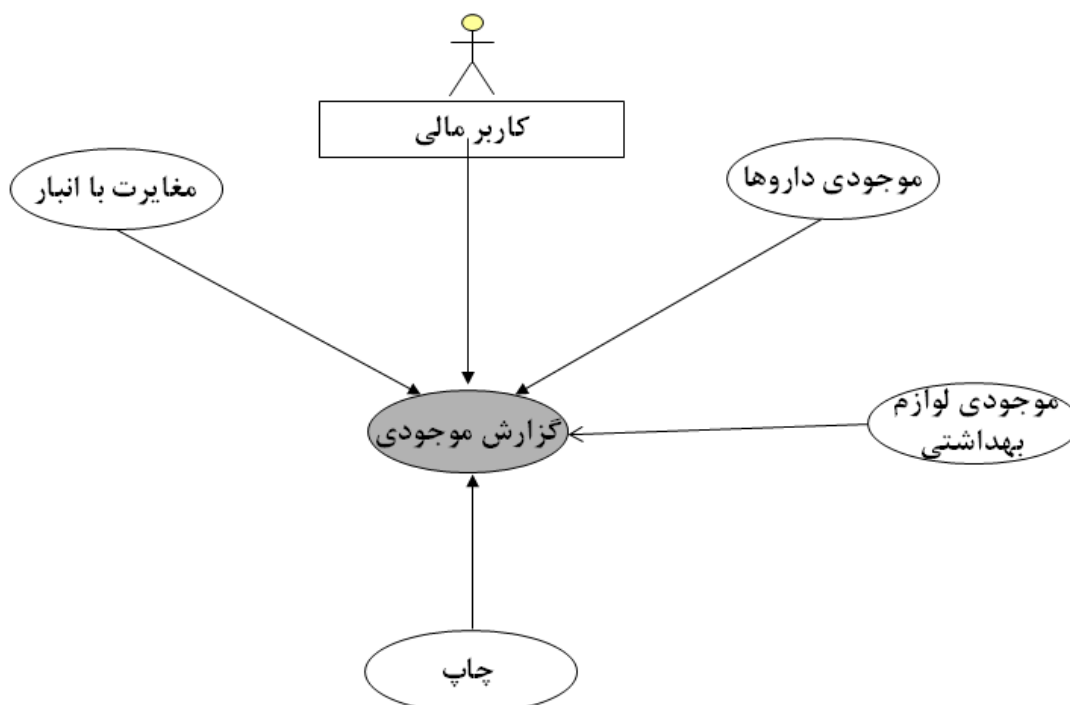 کاربر مالی
موجودی داروها
مغایرت با انبار
موجودی لوازم
بهداشتی
گزارش موجودی
چاپ